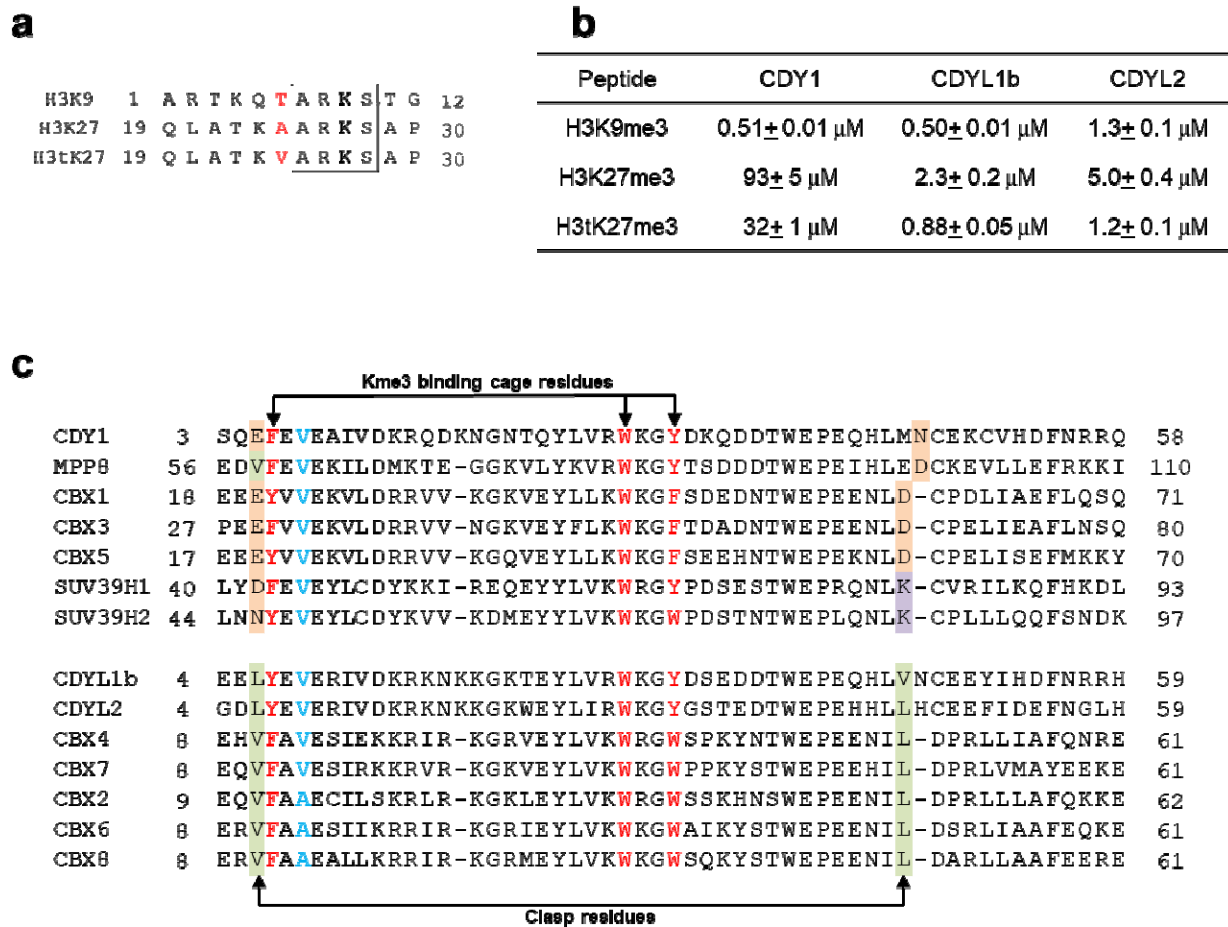 a
H3K9 1 A R T K Q T A R K S T G 12
H3K27 19 Q L A T K A A R K S A P 30
H3tK27 19 Q L A T K V A R K S A P 30
b
Peptide CDY1 CDYL1b CDYL2
H3K9me3 0.51± 0.01 μM 0.50± 0.01 μM 1.3± 0.1 μM
H3K27me3 93± 5 μM 2.3± 0.2 μM 5.0± 0.4 μM
H3tK27me3 32± 1 μM 0.88± 0.05 μM 1.2± 0.1 μM
c
Kme3 binding cage residues
CDY1 3 SQEFEVEAIVDKRQDKNGNTQYLVRWKGYDKQDDTWEPEQHLMNCEKCVHDFNRRQ 58
MPP8 56 EDVFEVEKILDMKTE-GGKVLYKVRWKGYTSDDDTWEPEIHLEDCKEVLLEFRKKI 110
CBX1 18 EEEYVVEKVLDRRVV-KGKVEYLLKWKGFSDEDNTWEPEENLD-CPDLIAEFLQSQ 71
CBX3 27 PEEFVVEKVLDRRVV-NGKVEYFLKWKGFTDADNTWEPEENLD-CPELIEAFLNSQ 80
CBX5 17 EEEYVVEKVLDRRVV-KGQVEYLLKWKGFSEEHNTWEPEKNLD-CPELISEFMKKY 70
SUV39H1 40 LYDFEVEYLCDYKKI-REQEYYLVKWRGYPDSESTWEPRQNLK-CVRILKQFHKDL 93
SUV39H2 44 LNNYEVEYLCDYKVV-KDMEYYLVKWKGWPDSTNTWEPLQNLK-CPLLLQQFSNDK 97
CDYL1b 4 EELYEVERIVDKRKNKKGKTEYLVRWKGYDSEDDTWEPEQHLVNCEEYIHDFNRRH 59
CDYL2 4 GDLYEVERIVDKRKNKKGKWEYLIRWKGYGSTEDTWEPEHHLLHCEEFIDEFNGLH 59
CBX4 8 EHVFAVESIEKKRIR-KGRVEYLVKWRGWSPKYNTWEPEENIL-DPRLLIAFQNRE 61
CBX7 8 EQVFAVESIRKKRVR-KGKVEYLVKWKGWPPKYSTWEPEEHIL-DPRLVMAYEEKE 61
CBX2 9 EQVFAAECILSKRLR-KGKLEYLVKWRGWSSKHNSWEPEENIL-DPRLLLAFQKKE 62
CBX6 8 ERVFAAESIIKRRIR-KGRIEYLVKWKGWAIKYSTWEPEENIL-DSRLIAAFEQKE 61
CBX8 8 ERVFAAEALLKRRIR-KGRMEYLVKWKGWSQKYSTWEPEENIL-DARLLAAFEERE 61
Clasp residues